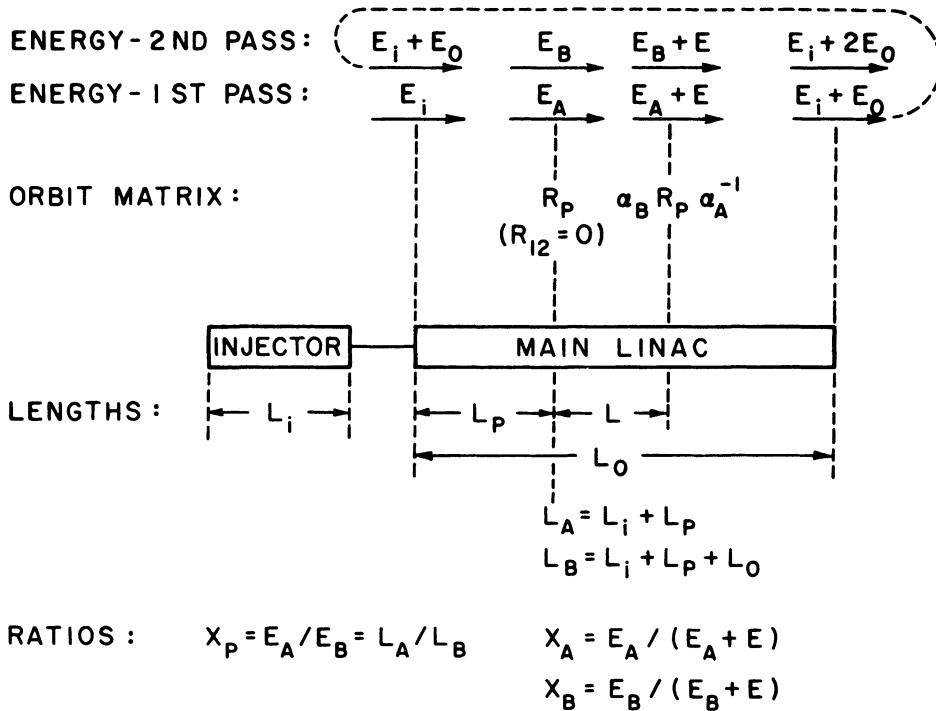 ENERGY-2ND PASS: E_i + E_0 E_B E_B + E E_i + 2E_0
ENERGY-1ST PASS: E_i E_A E_A + E E_i + E_0
ORBIT MATRIX: R_P α_B R_P α_A^{-1}
(R_{12} = 0)
INJECTOR MAIN LINAC
LENGTHS: L_i L_P L
L_0
L_A = L_i + L_P
L_B = L_i + L_P + L_0
RATIOS: X_P = E_A / E_B = L_A / L_B X_A = E_A / (E_A + E)
X_B = E_B / (E_B + E)